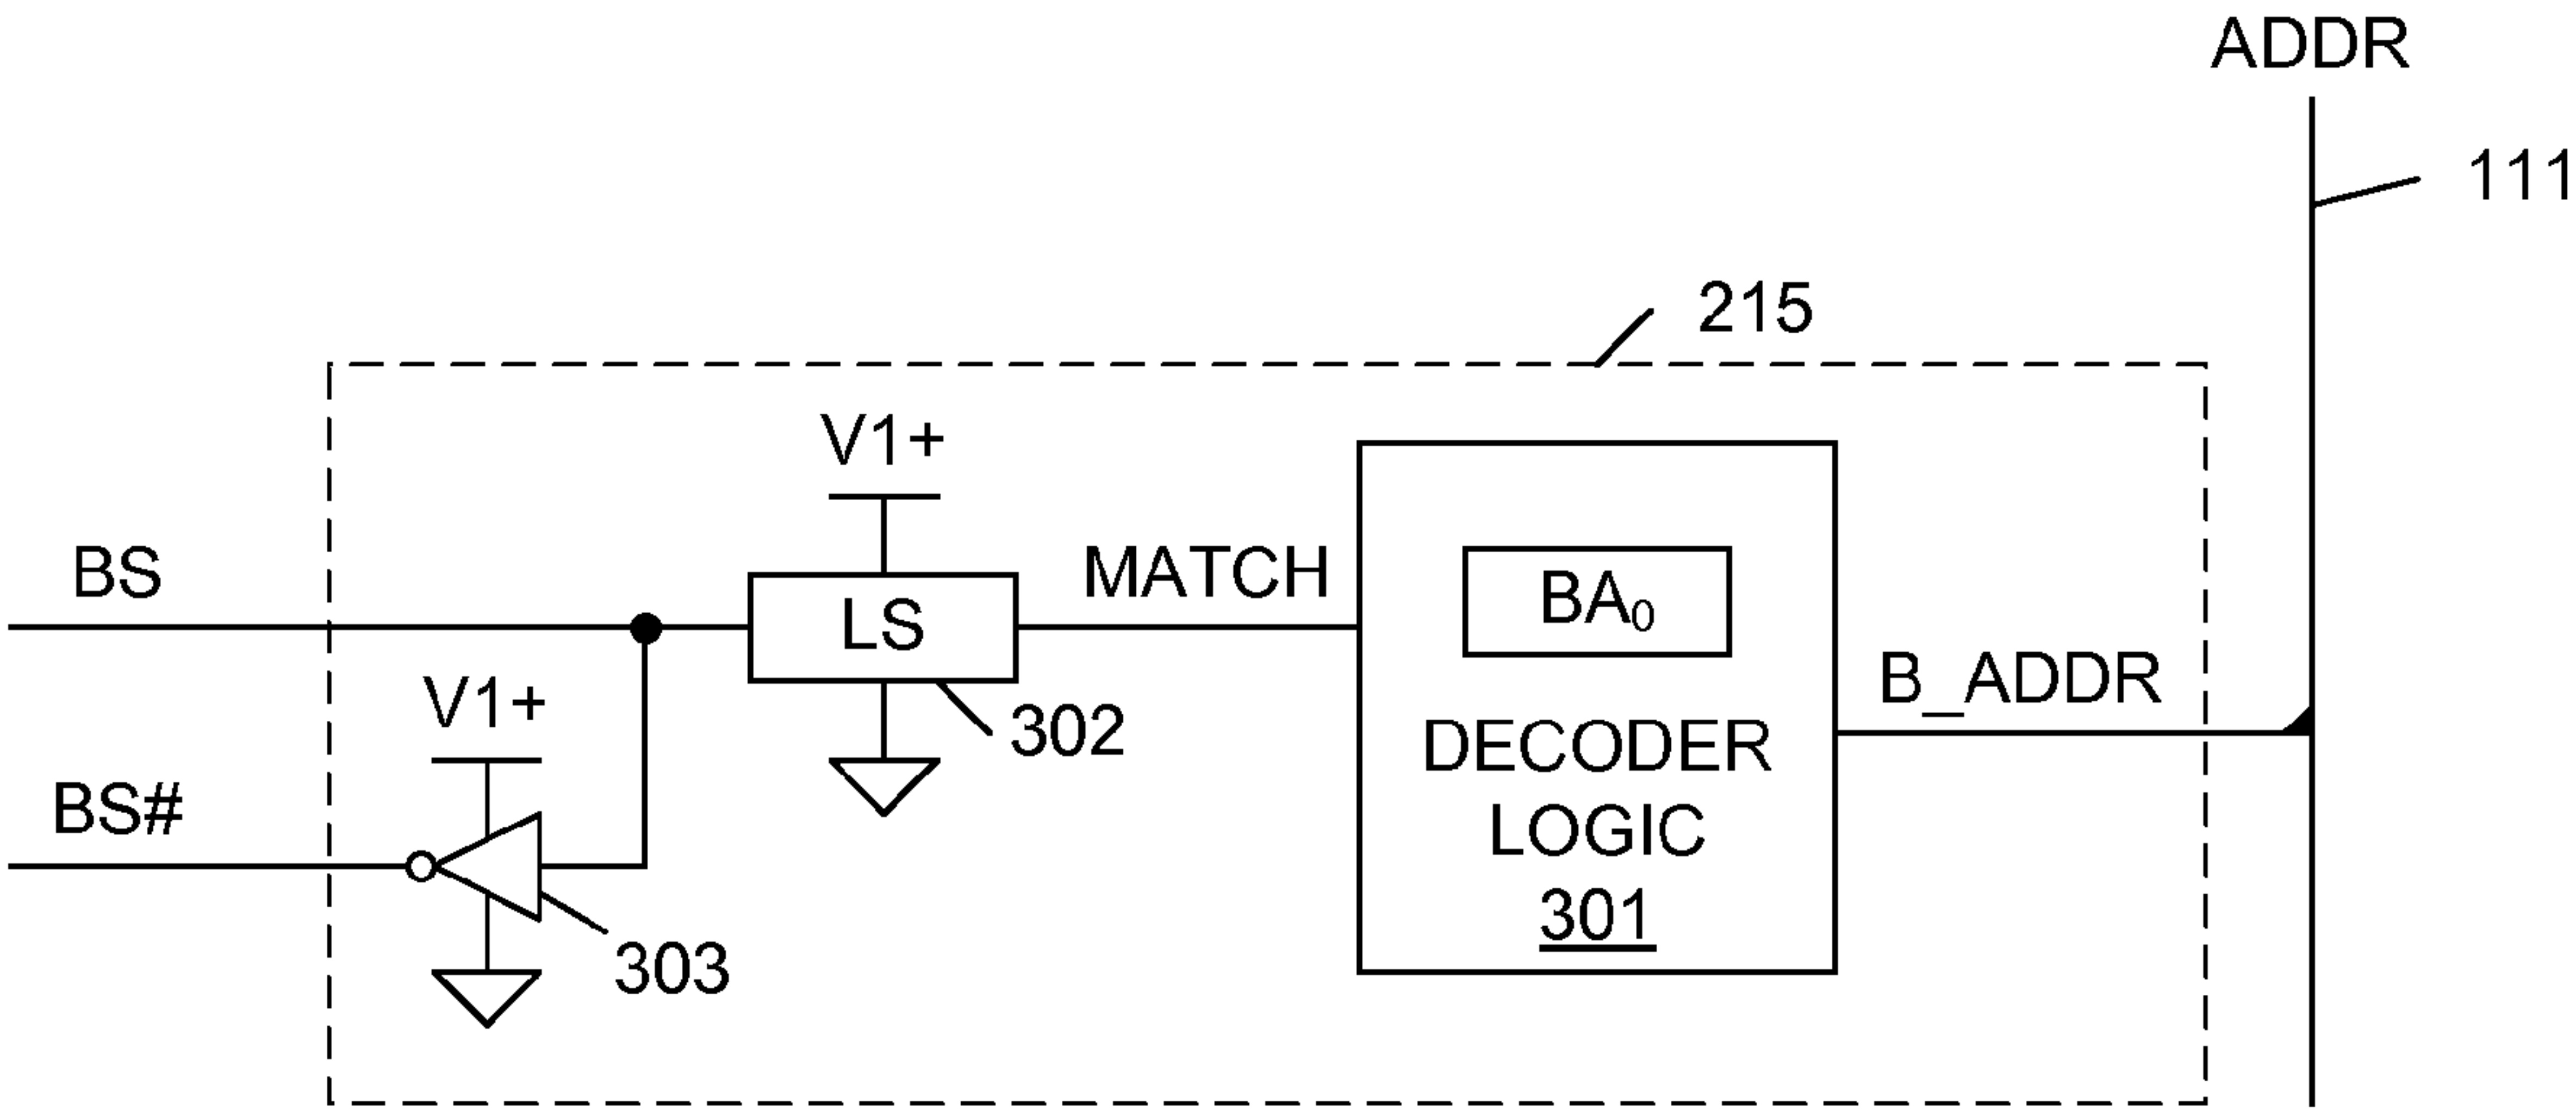 ADDR
111
215
V1+
BS
LS
MATCH
BA₀
V1+
302
B_ADDR
DECODER
LOGIC
301
BS#
303